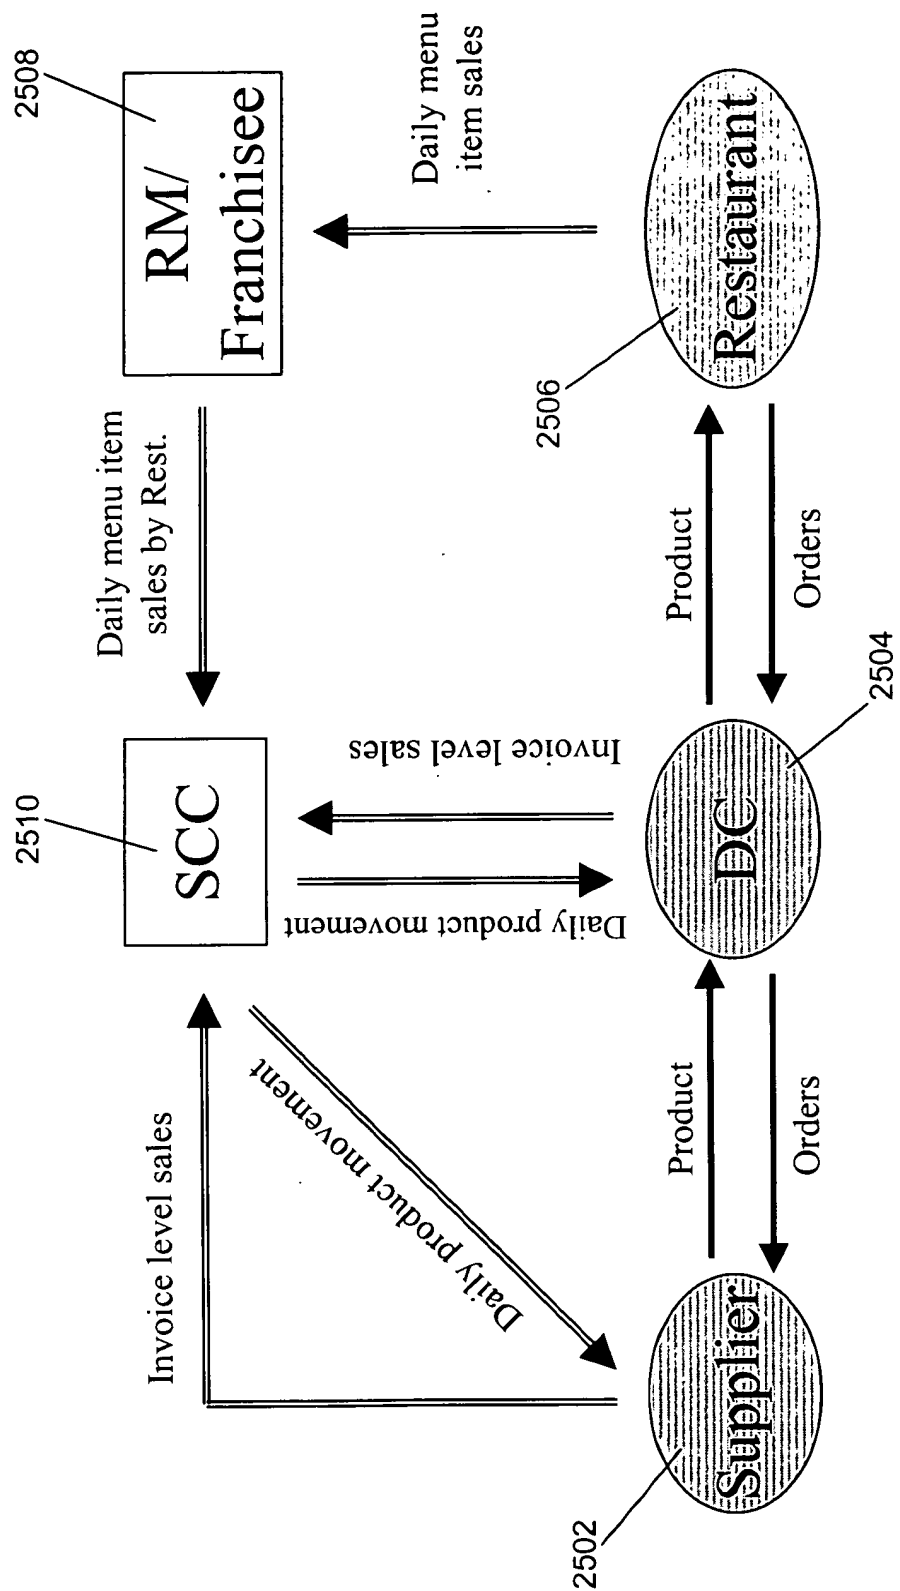 2510
SCC
Daily menu item
sales by Rest.
2508
RM/
Franchisee
Invoice level sales
Daily product movement
Daily product movement
Invoice level sales
Daily menu
item sales
2502
Supplier
Product
Orders
DC
2504
Product
Orders
2506
Restaurant